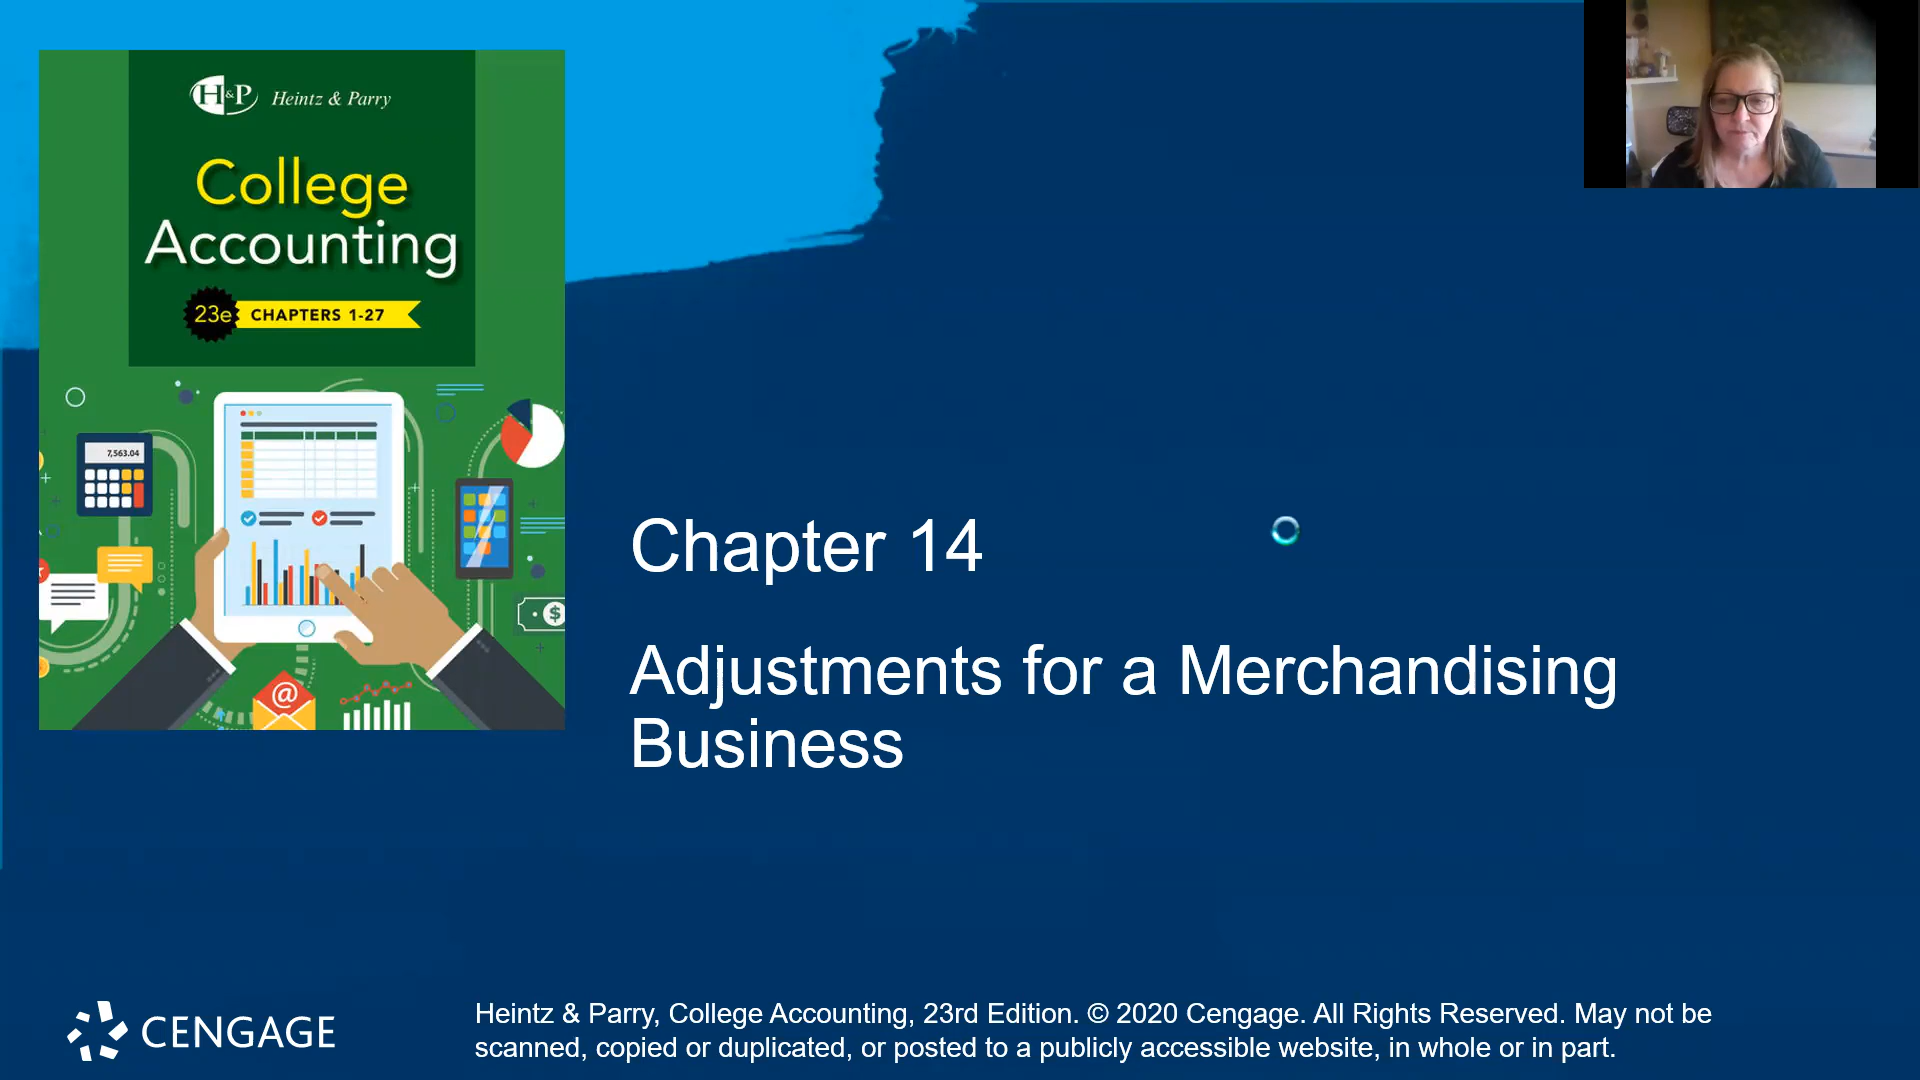 H&P Heintz & Parry
College
Accounting
23e CHAPTERS 1-27
7,563.04
@
$
Chapter 14
Adjustments for a Merchandising
Business
CENGAGE
Heintz & Parry, College Accounting, 23rd Edition. © 2020 Cengage. All Rights Reserved. May not be
scanned, copied or duplicated, or posted to a publicly accessible website, in whole or in part.